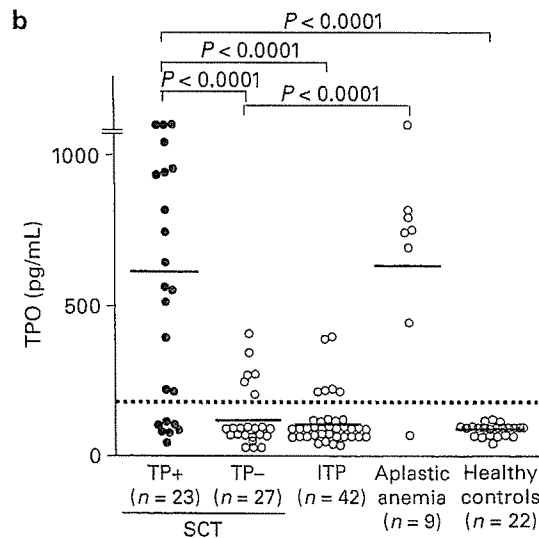 b
P < 0.0001
P < 0.0001
P < 0.0001
P < 0.0001
TPO (pg/mL)
1000
500
0
TP+ TP– ITP Aplastic Healthy
anemia controls
(n = 23) (n = 27) (n = 42) (n = 9) (n = 22)
SCT